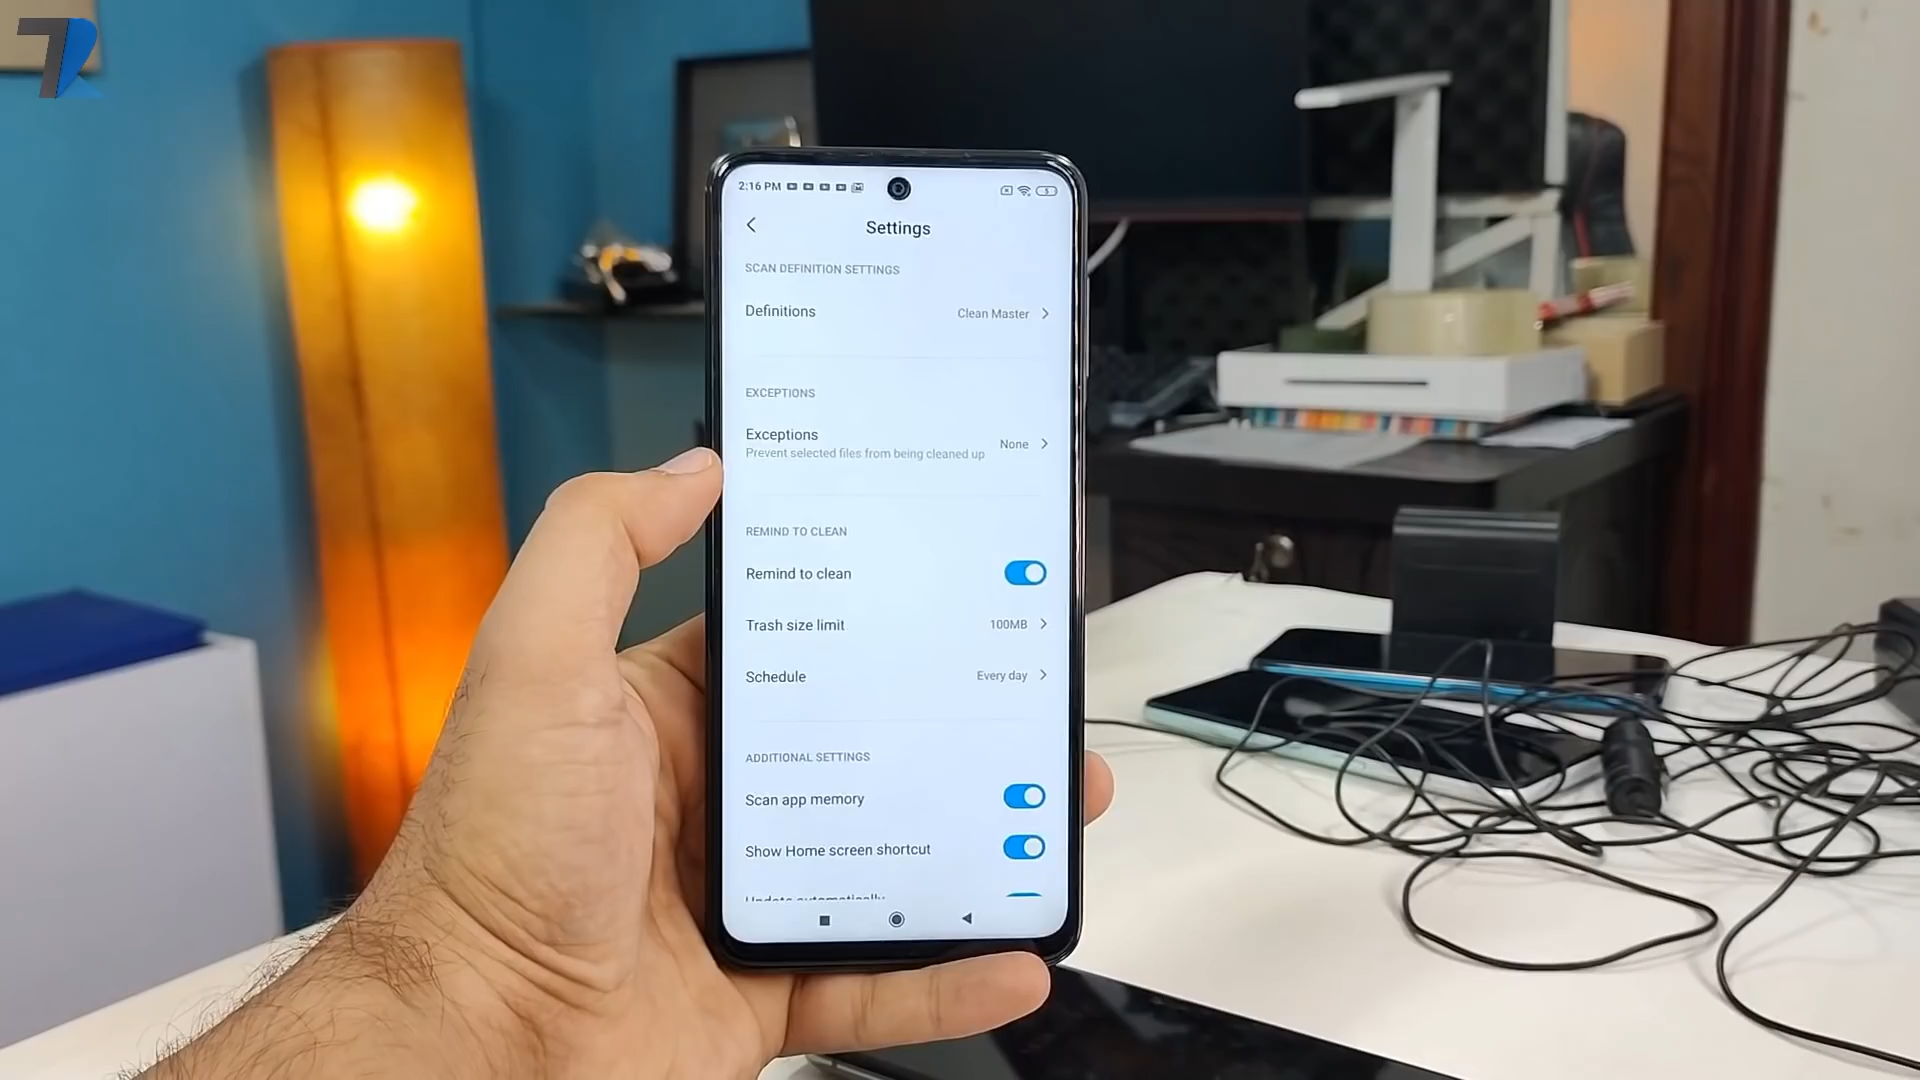 2:16 PM
Settings
SCAN DEFINITION SETTINGS
Definitions
Clean Master
EXCEPTIONS
Exceptions
None
Prevent selected files from being cleaned up
REMIND TO CLEAN
Remind to clean
Trash size limit
100MB
Schedule
Every day
ADDITIONAL SETTINGS
Scan app memory
Show Home screen shortcut
Update automatically